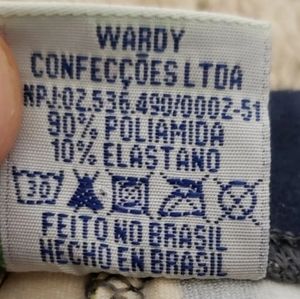 WARDY
CONFECÇÕES LTDA
NPJ.02.536.490/0002-51
90% POLIAMIDA
10% ELASTANO
30
FEITO NO BRASIL
HECHO EN BRASIL